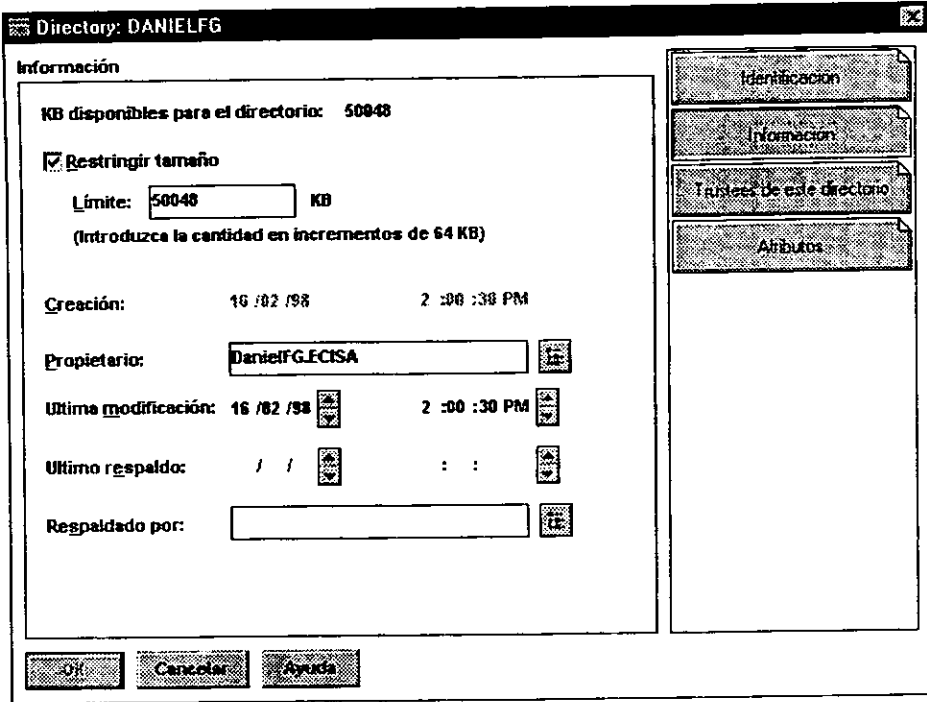 Directory: DANIELFG
Información
KB disponibles para el directorio: 50048
Restringir tamaño
Límite: 50048 KB
(Introduzca la cantidad en incrementos de 64 KB)
Creación: 16 /02 /98 2 :00 :30 PM
Propietario: DanielFG.ECISA
Ultima modificación: 16 /02 /98 2 :00 :30 PM
Ultimo respaldo: / / : :
Respaldado por:
Identificación
Información
Trustees de este directorio
Atributos
OK Cancelar Ayuda